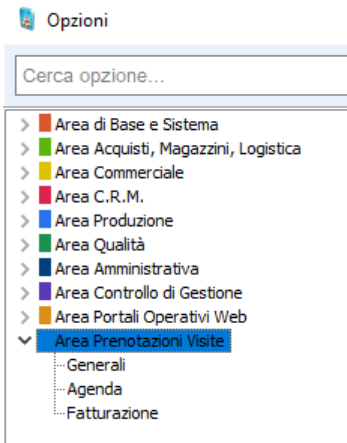 Opzioni
Cerca opzione...
Area di Base e Sistema
Area Acquisti, Magazzini, Logistica
Area Commerciale
Area C.R.M.
Area Produzione
Area Qualità
Area Amministrativa
Area Controllo di Gestione
Area Portali Operativi Web
Area Prenotazioni Visite
Generali
Agenda
Fatturazione